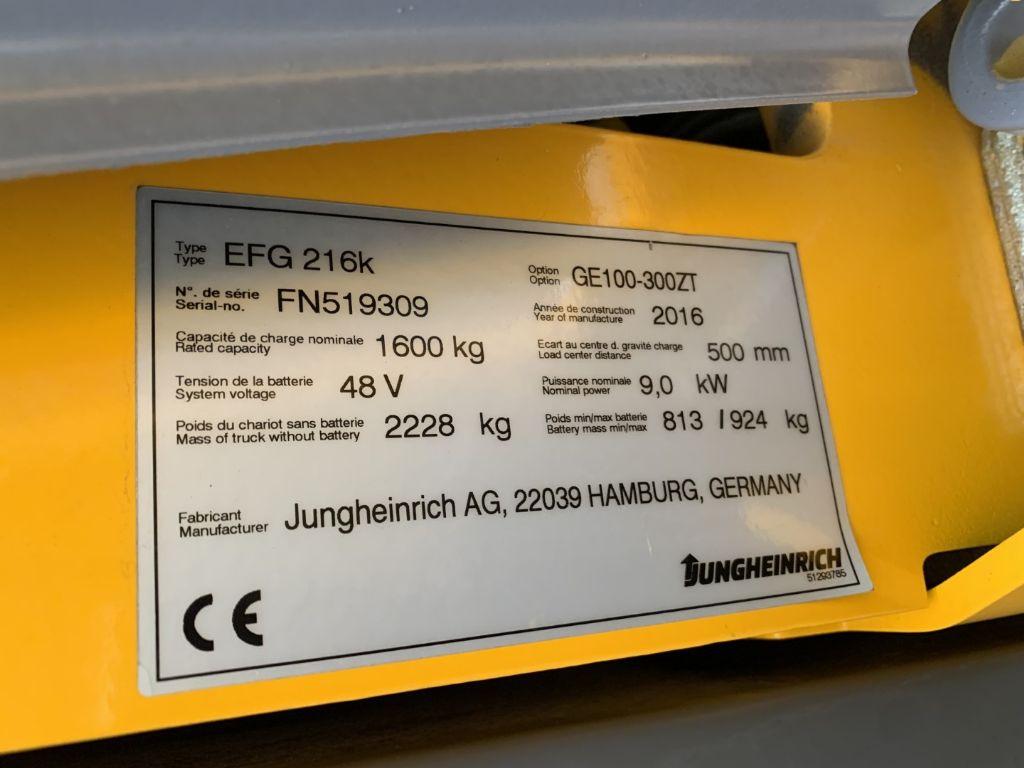 Type
Type EFG 216k
Option
Option GE100-300ZT
N°. de série
Serial-no. FN519309
Année de construction
Year of manufacture 2016
Capacité de charge nominale
Rated capacity 1600 kg
Ecart au centre d. gravité charge
Load center distance 500 mm
Tension de la batterie
System voltage 48 V
Puissance nominale
Nominal power 9,0 kW
Poids du chariot sans batterie
Mass of truck without battery 2228 kg
Poids min/max batterie
Battery mass min/max 813 / 924 kg
Fabricant
Manufacturer Jungheinrich AG, 22039 HAMBURG, GERMANY
CE
JUNGHEINRICH
51293785